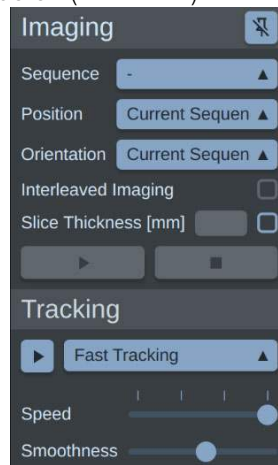 Imaging
Sequence -
Position Current Sequen
Orientation Current Sequen
Interleaved Imaging
Slice Thickness [mm]
Tracking
Fast Tracking
Speed
Smoothness